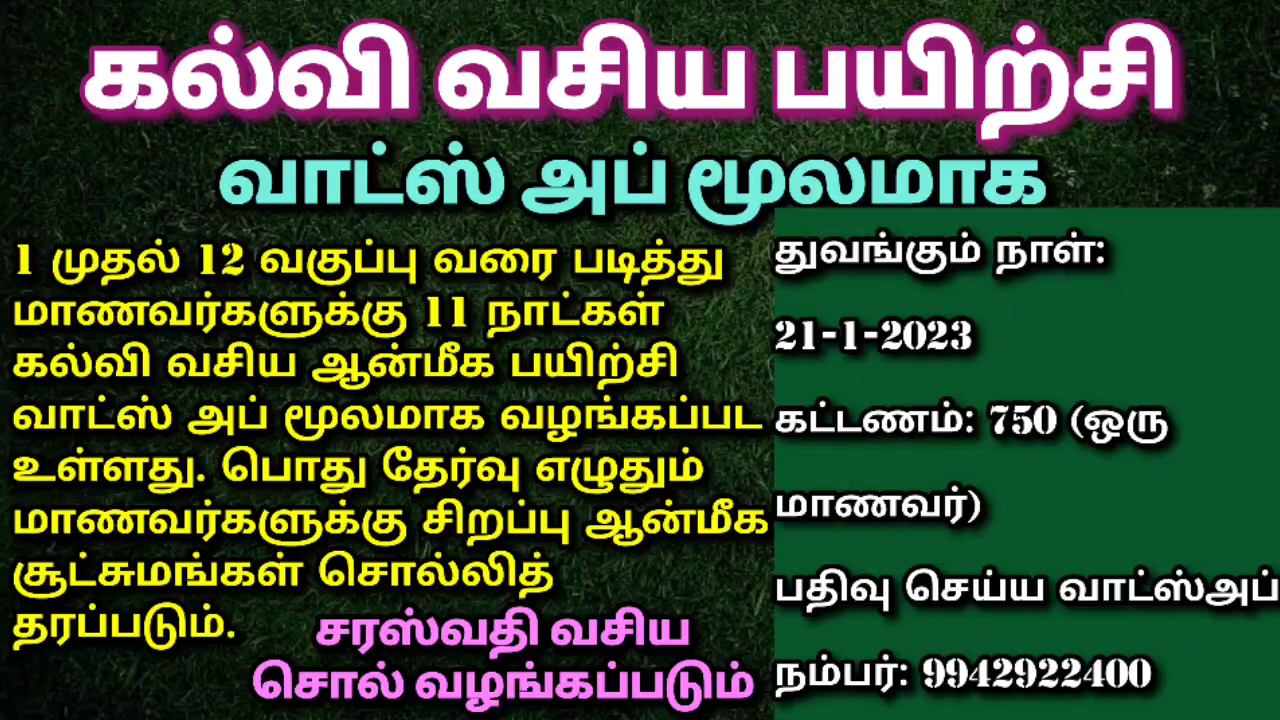 கல்வி வசிய பயிற்சி
வாட்ஸ் அப் மூலமாக
1 முதல் 12 வகுப்பு வரை படித்து
மாணவர்களுக்கு 11 நாட்கள்
கல்வி வசிய ஆன்மீக பயிற்சி
வாட்ஸ் அப் மூலமாக வழங்கப்பட
உள்ளது. பொது தேர்வு எழுதும்
மாணவர்களுக்கு சிறப்பு ஆன்மீக
சூட்சுமங்கள் சொல்லித்
தரப்படும்.
சரஸ்வதி வசிய
சொல் வழங்கப்படும்
துவங்கும் நாள்:
21-1-2023
கட்டணம்: 750 (ஒரு
மாணவர்)
பதிவு செய்ய வாட்ஸ்அப்
நம்பர்: 9942922400